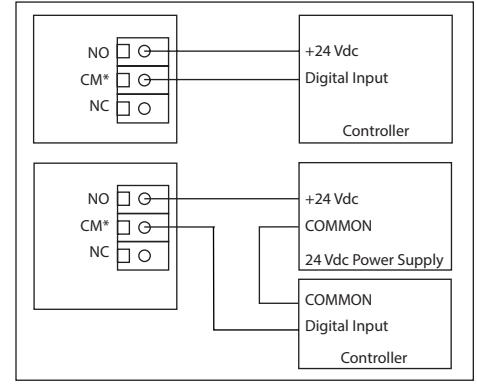 NO
CM*
NC
+24 Vdc
Digital Input
Controller
NO
CM*
NC
+24 Vdc
COMMON
24 Vdc Power Supply
COMMON
Digital Input
Controller